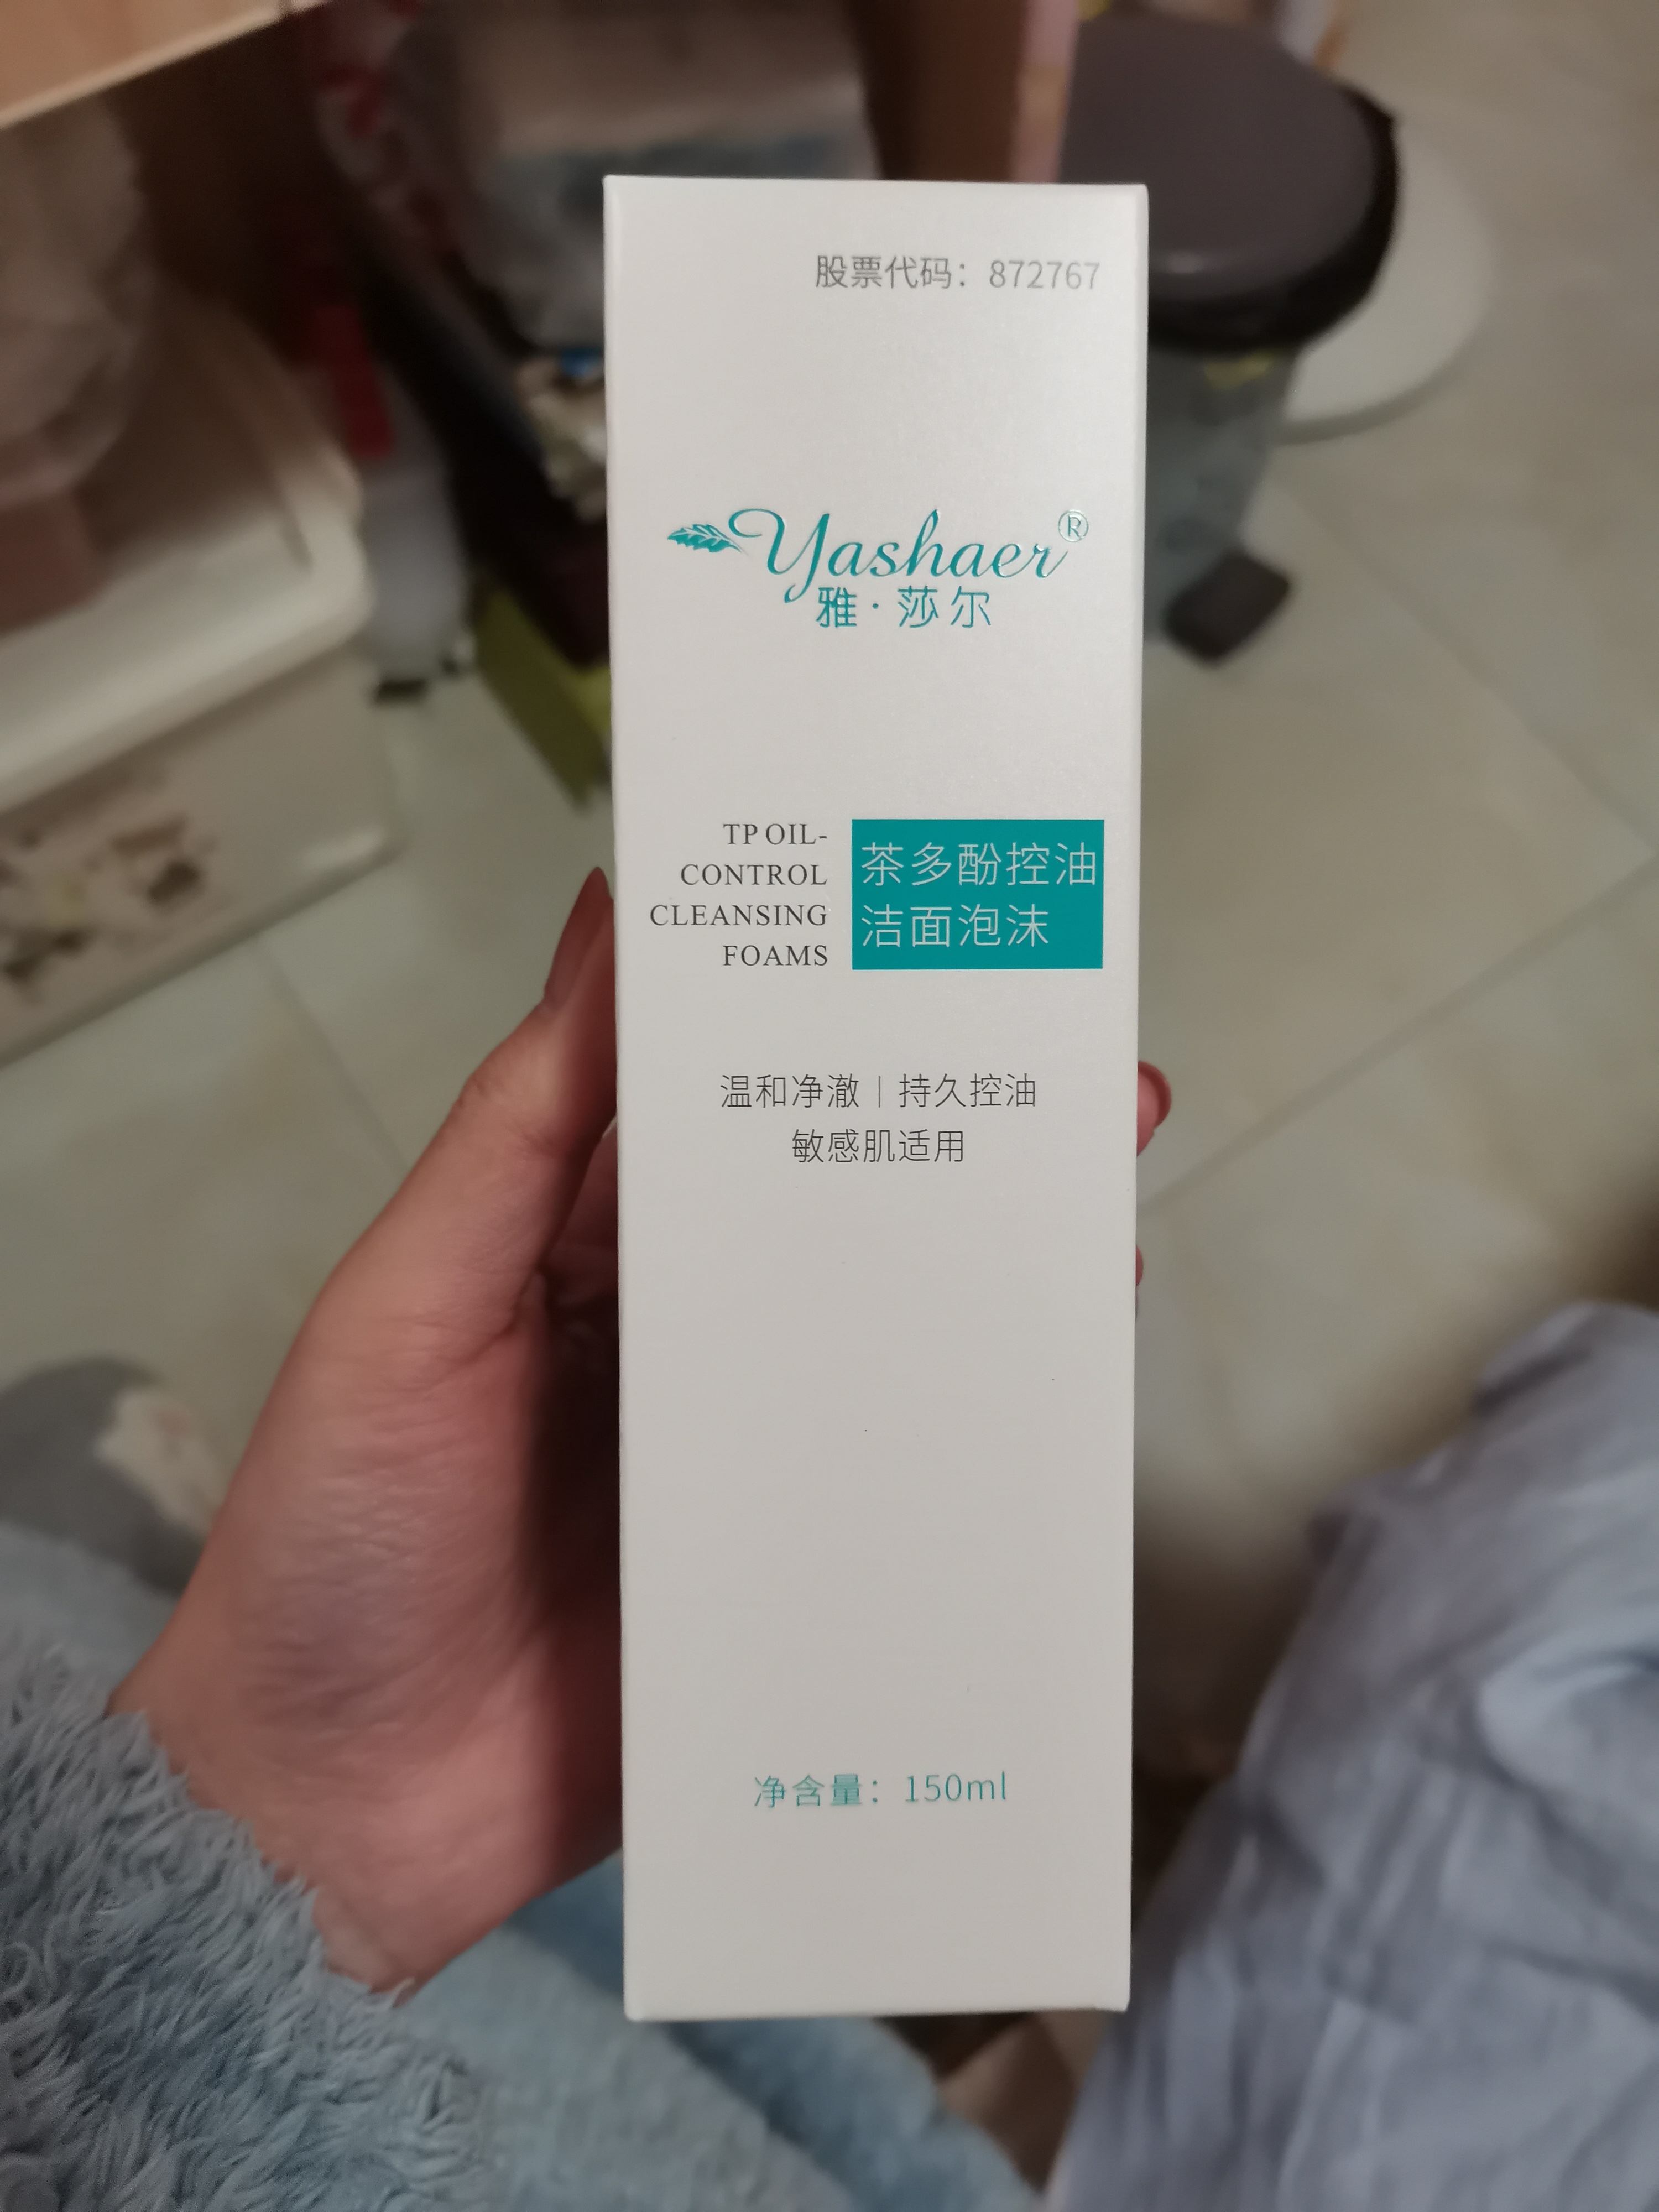 股票代码：872767
Yashaer®
雅·莎尔
TP OIL-
CONTROL
CLEANSING
FOAMS
茶多酚控油
洁面泡沫
温和净澈|持久控油
敏感肌适用
净含量：150ml